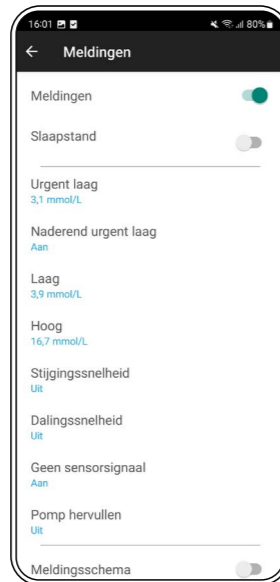 16:01 80%
Meldingen
Meldingen
Slaapstand
Urgent laag
3,1 mmol/L
Naderend urgent laag
Aan
Laag
3,9 mmol/L
Hoog
16,7 mmol/L
Stijgingssnelheid
Uit
Dalingssnelheid
Uit
Geen sensorsignaal
Aan
Pomp hervullen
Uit
Meldingsschema